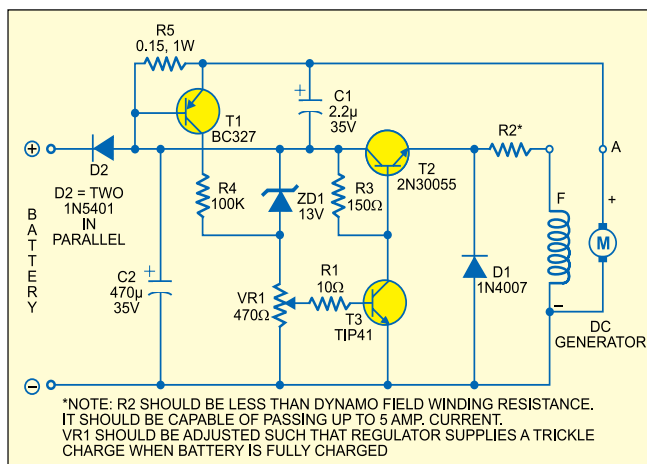 R5
0.15, 1W
T1
BC327
+
C1
2.2µ
35V
R2*
A
+
D2
T2
2N30055
D2 = TWO
1N5401
IN
PARALLEL
R4
100K
ZD1
13V
R3
150Ω
F
M
+
C2
470µ
35V
VR1
470Ω
R1
10Ω
T3
TIP41
D1
1N4007
–
DC
GENERATOR
+
BATTERY
–
*NOTE: R2 SHOULD BE LESS THAN DYNAMO FIELD WINDING RESISTANCE.
IT SHOULD BE CAPABLE OF PASSING UP TO 5 AMP. CURRENT.
VR1 SHOULD BE ADJUSTED SUCH THAT REGULATOR SUPPLIES A TRICKLE
CHARGE WHEN BATTERY IS FULLY CHARGED